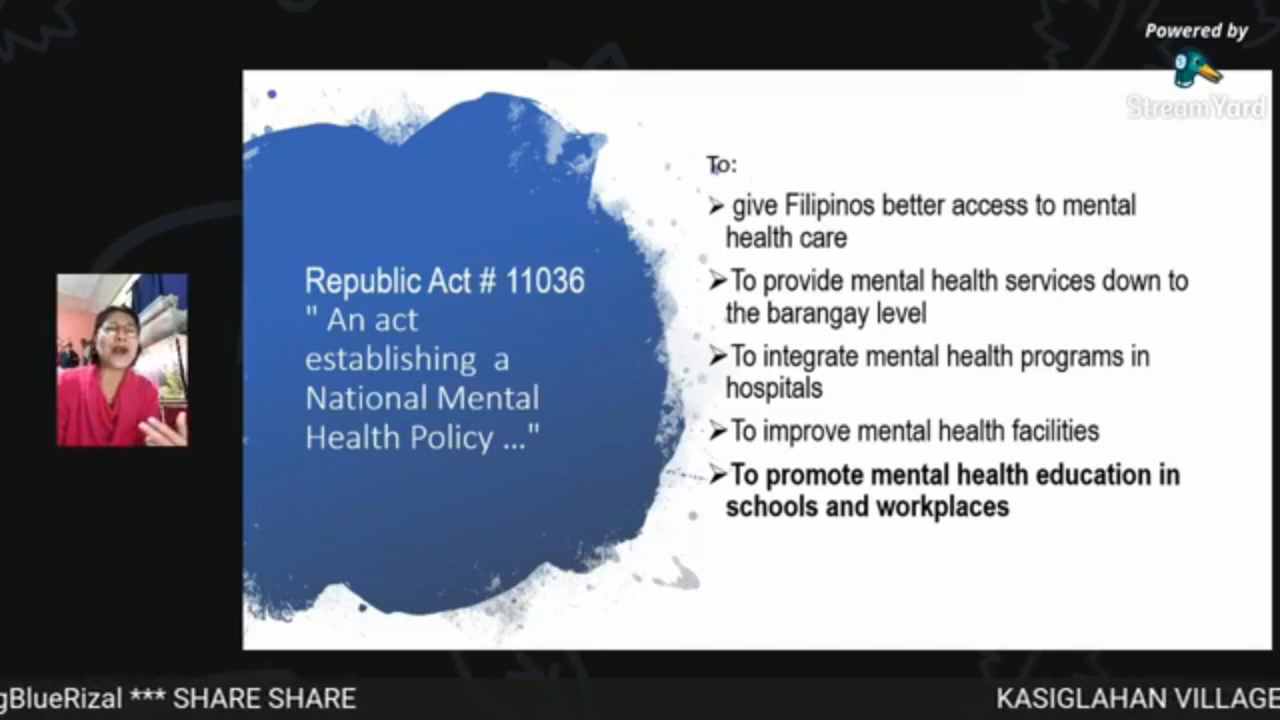 Powered by
StreamYard
Republic Act # 11036
" An act
establishing a
National Mental
Health Policy ..."
To:
➢ give Filipinos better access to mental
health care
➢To provide mental health services down to
the barangay level
➢To integrate mental health programs in
hospitals
➢To improve mental health facilities
➢To promote mental health education in
schools and workplaces
gBlueRizal *** SHARE SHARE
KASIGLAHAN VILLAGE